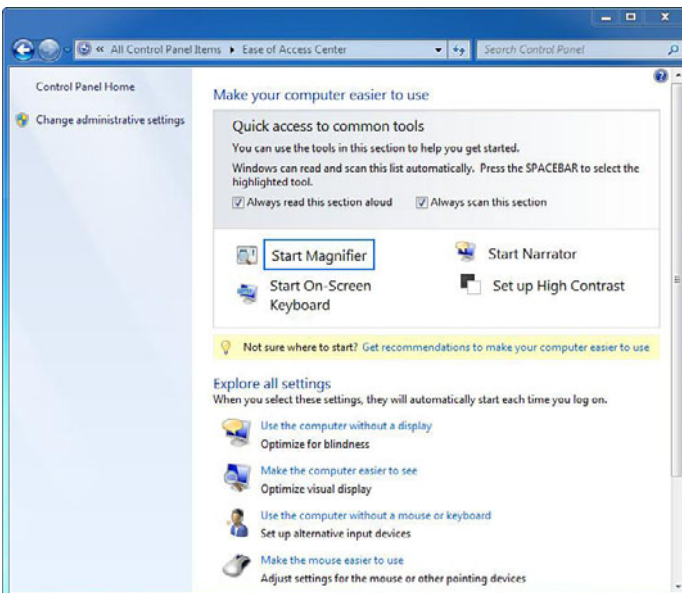 « All Control Panel Items ▸ Ease of Access Center
Search Control Panel
Control Panel Home
Change administrative settings
Make your computer easier to use
Quick access to common tools
You can use the tools in this section to help you get started.
Windows can read and scan this list automatically. Press the SPACEBAR to select the
highlighted tool.
Always read this section aloud
Always scan this section
Start Magnifier
Start Narrator
Start On-Screen
Keyboard
Set up High Contrast
Not sure where to start? Get recommendations to make your computer easier to use
Explore all settings
When you select these settings, they will automatically start each time you log on.
Use the computer without a display
Optimize for blindness
Make the computer easier to see
Optimize visual display
Use the computer without a mouse or keyboard
Set up alternative input devices
Make the mouse easier to use
Adjust settings for the mouse or other pointing devices